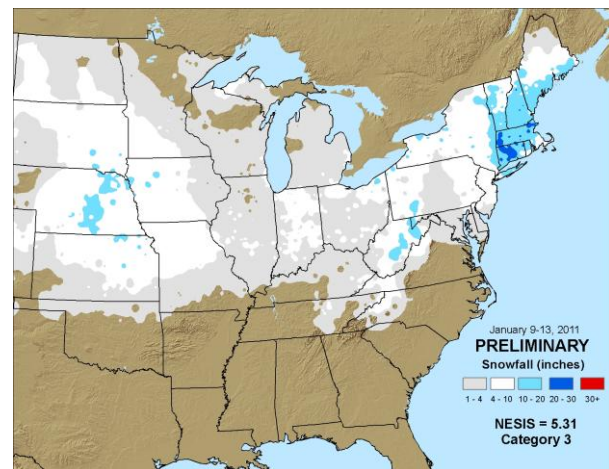 January 9-13, 2011
PRELIMINARY
Snowfall (inches)
1 - 4 4 - 10 10 - 20 20 - 30 30+
NESIS = 5.31
Category 3